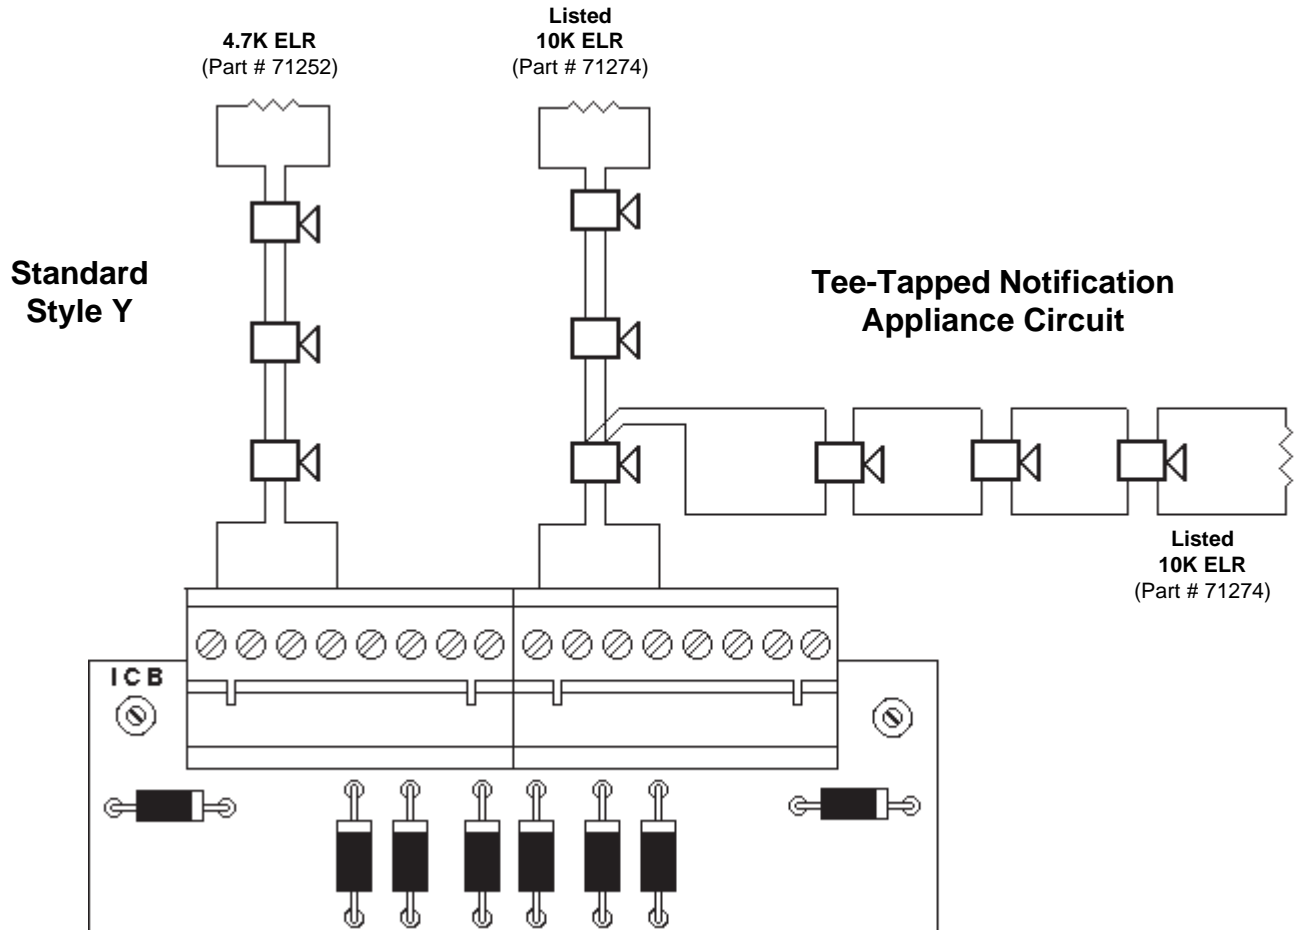 4.7K ELR
(Part # 71252)
Listed
10K ELR
(Part # 71274)
Standard
Style Y
Tee-Tapped Notification
Appliance Circuit
Listed
10K ELR
(Part # 71274)
ICB